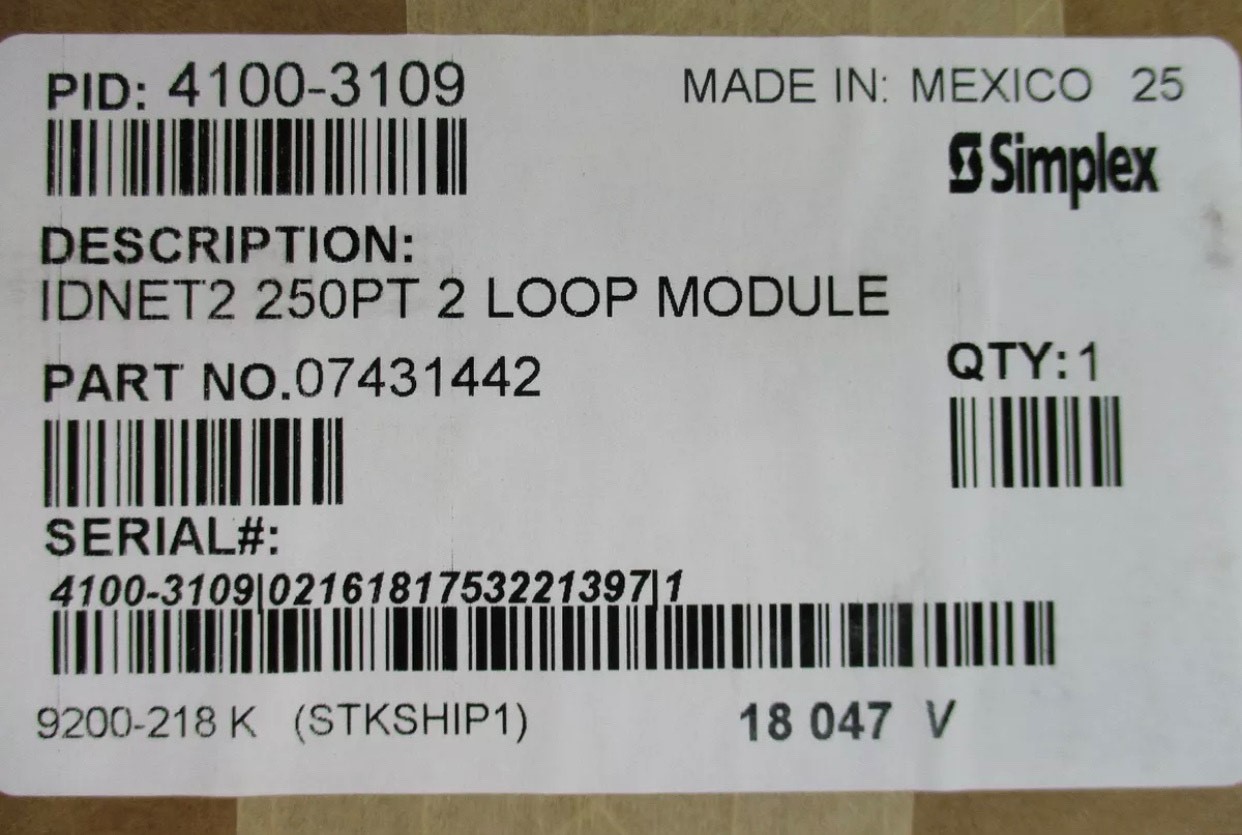 PID: 4100-3109
MADE IN: MEXICO 25
Simplex
DESCRIPTION:
IDNET2 250PT 2 LOOP MODULE
PART NO.07431442
QTY:1
SERIAL#:
4100-3109|0216181753221397|1
9200-218 K (STKSHIP1)
18 047 V